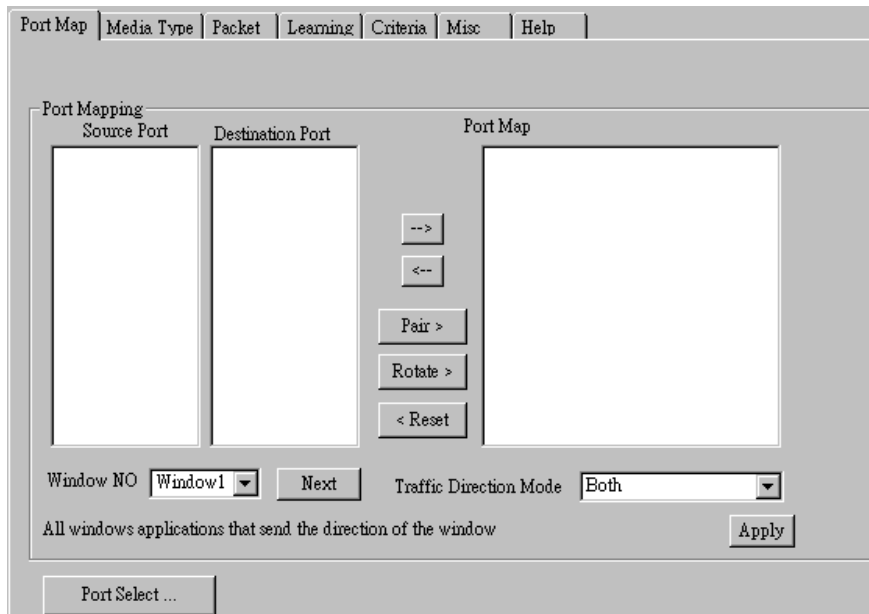 Port Map Media Type Packet Learning Criteria Misc Help
Port Mapping
Source Port Destination Port Port Map
-->
<--
Pair >
Rotate >
< Reset
Window NO Window1 Next Traffic Direction Mode Both
All windows applications that send the direction of the window Apply
Port Select ...